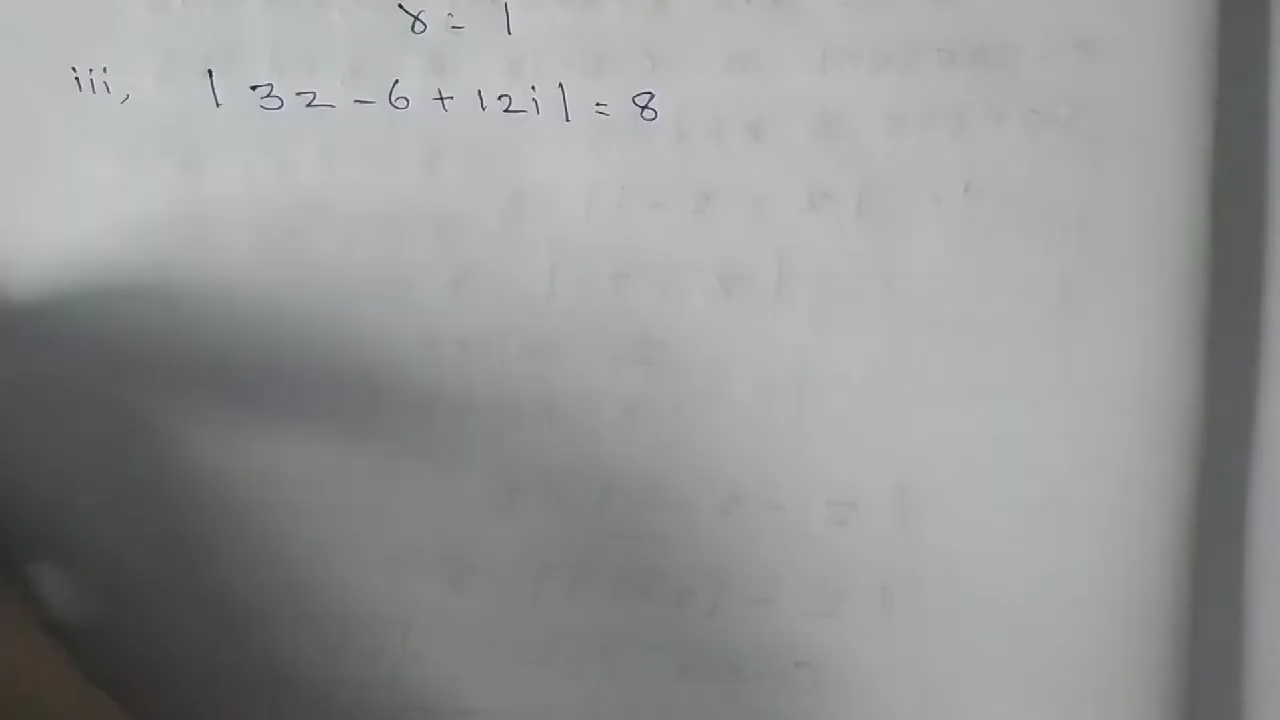 r = 1
iii, | 3z - 6 + 12i | = 8